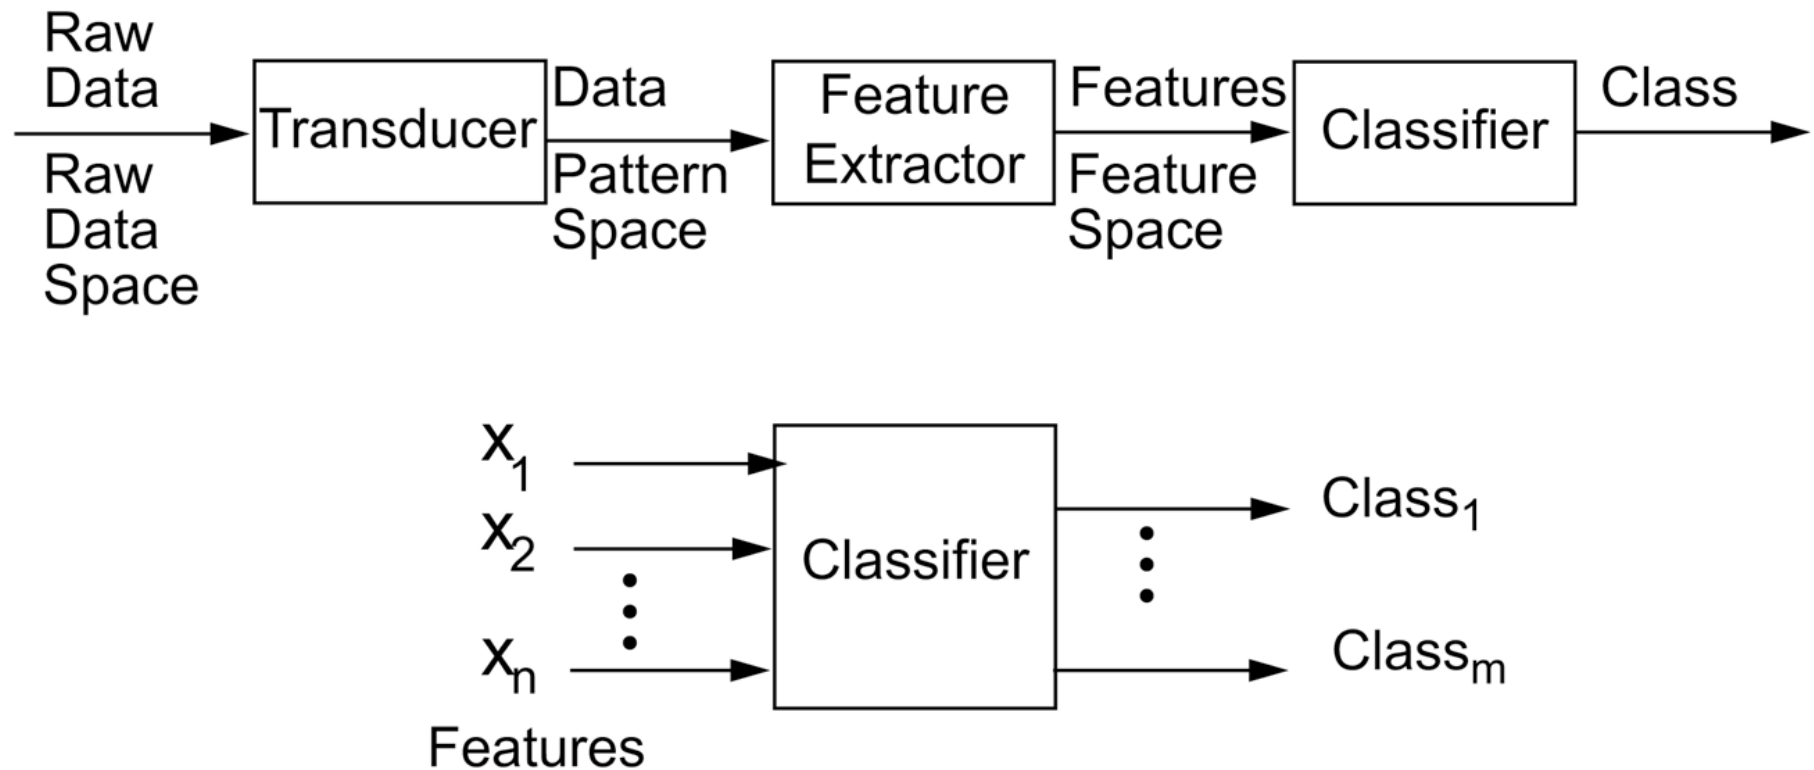 Raw
Data
Raw
Data
Space
Transducer
Data
Pattern
Space
Feature
Extractor
Features
Feature
Space
Classifier
Class
x1
x2
xn
Features
Classifier
Class1
Classm